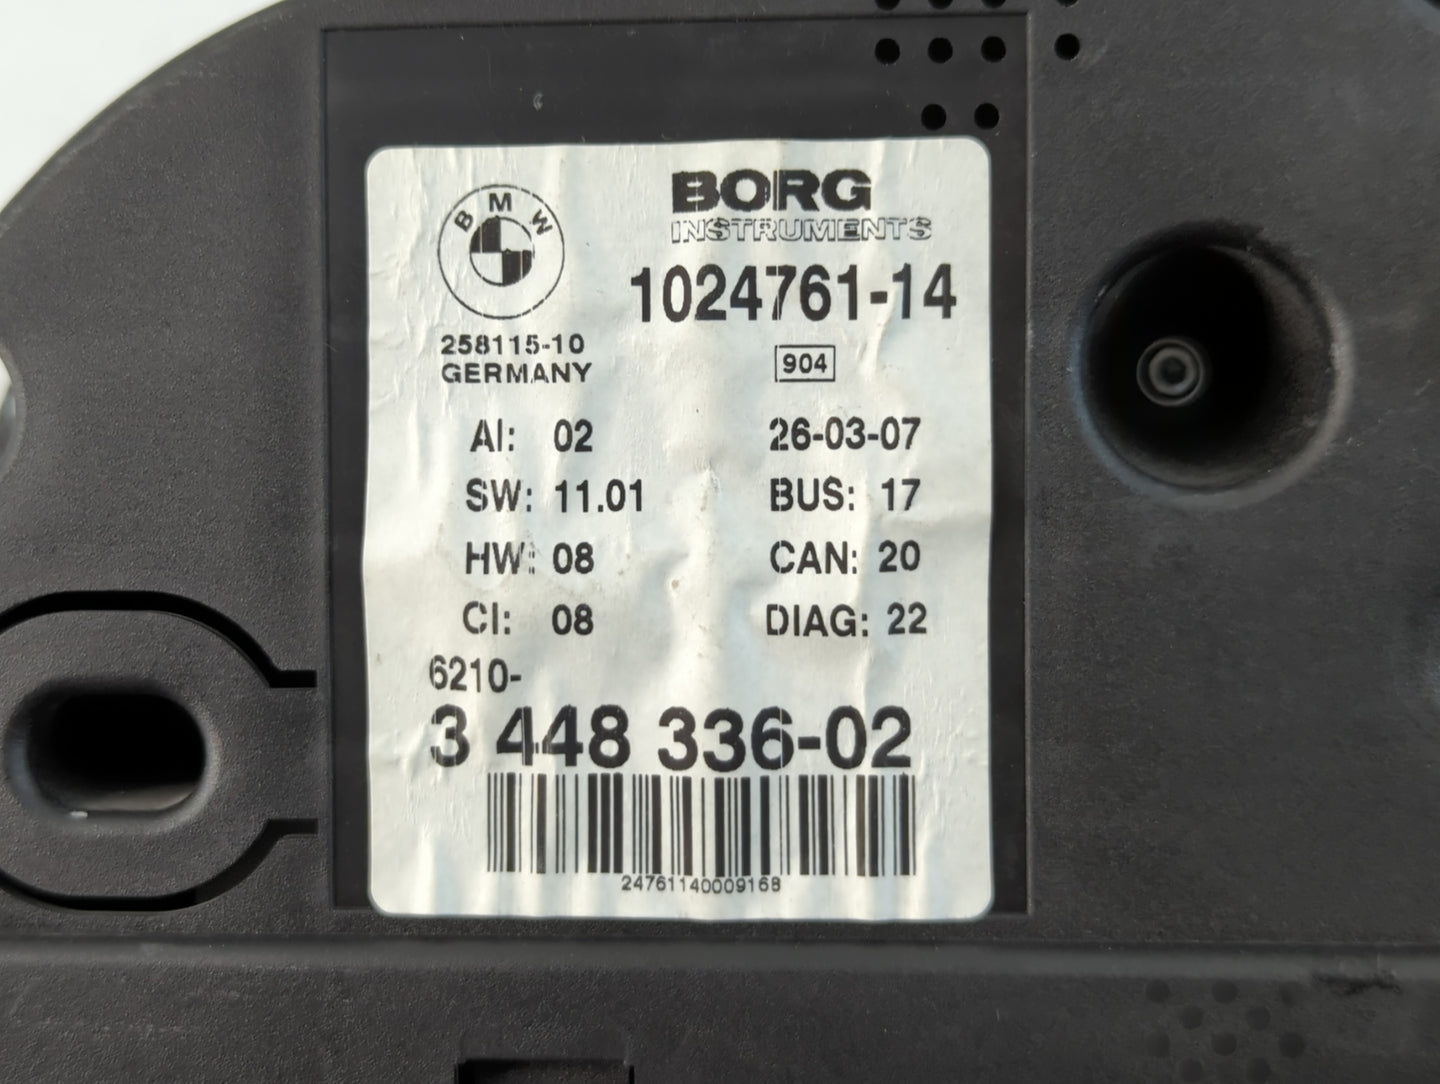 BMW
BORG
INSTRUMENTS
1024761-14
258115-10
GERMANY
904
AI: 02
26-03-07
SW: 11.01
BUS: 17
HW: 08
CAN: 20
CI: 08
DIAG: 22
6210-
3 448 336-02
24761140009168